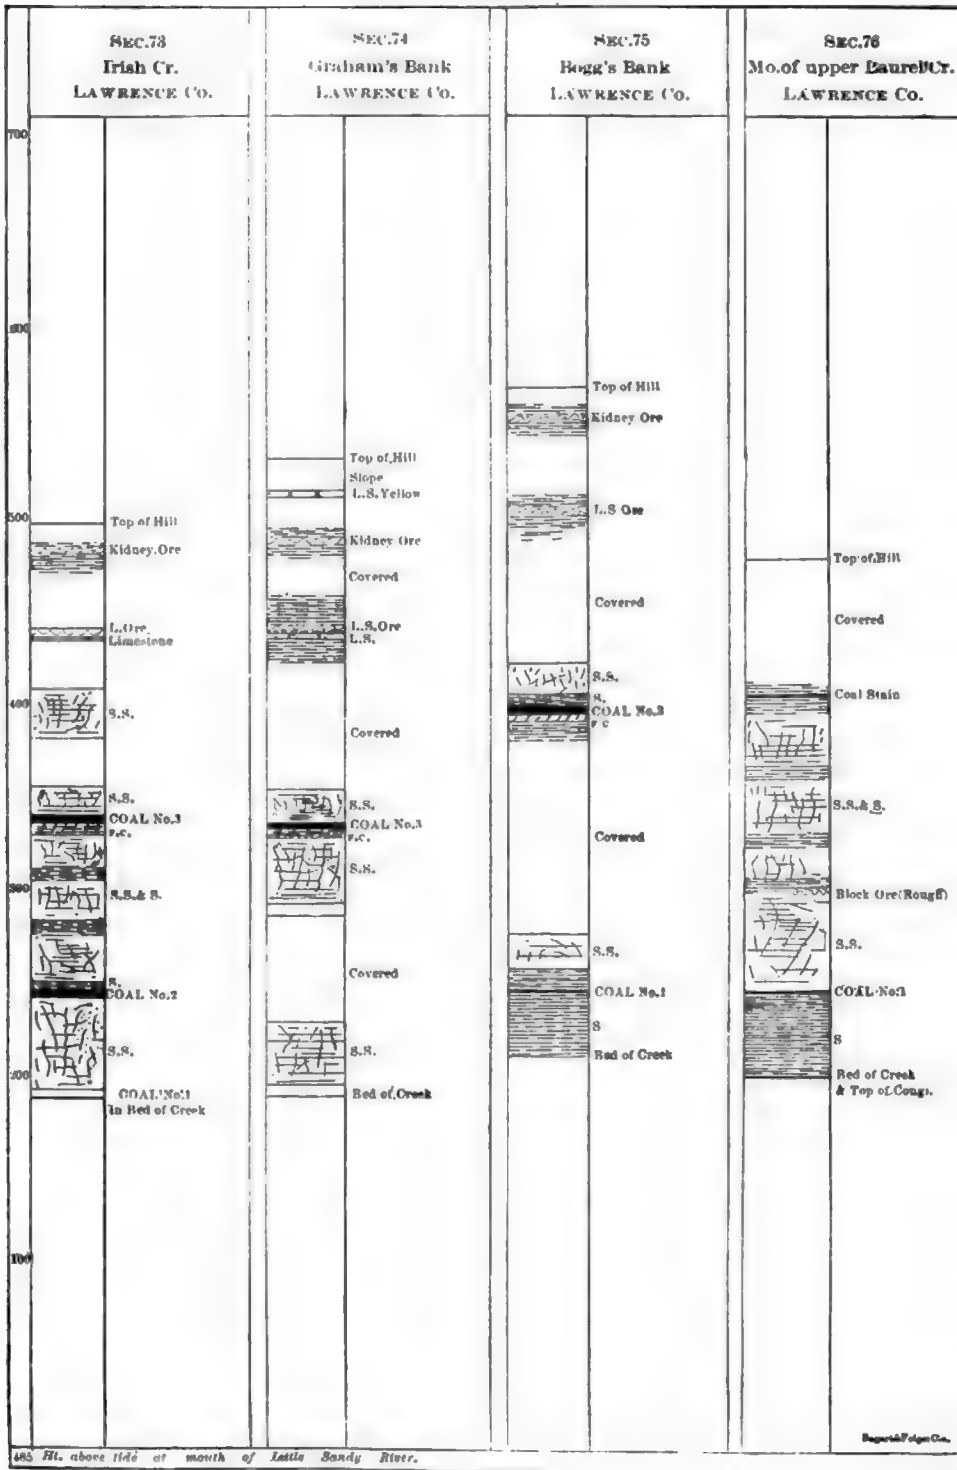 SEC.73
Irish Cr.
LAWRENCE Co.
SEC.74
Graham's Bank
LAWRENCE Co.
SEC.75
Bogg's Bank
LAWRENCE Co.
SEC.76
Mo. of upper Laurel Cr.
LAWRENCE Co.
700
600
500
400
300
200
100
Top of Hill
Kidney Ore
L. Ore
Limestone
S.S.
S.S.
COAL No.3
F.C.
S.S. & S.
S.
COAL No.2
S.S.
COAL No.1
in Bed of Creek
Top of Hill
Slope
L.S. Yellow
Kidney Ore
Covered
L.S. Ore
L.S.
Covered
S.S.
COAL No.3
F.C.
S.S.
Covered
S.S.
Bed of Creek
Top of Hill
Kidney Ore
L.S Ore
Covered
S.S.
S.
COAL No.3
F C
Covered
S.S.
COAL No.1
S
Bed of Creek
Top of Hill
Covered
Coal Stain
S.S. & S.
Block Ore (Rough)
S.S.
COAL No.1
S
Bed of Creek
& Top of Congl.
485 Ht. above tide at mouth of Little Sandy River.